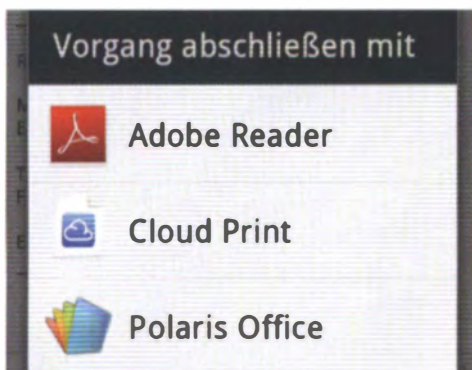 Vorgang abschließen mit
Adobe Reader
Cloud Print
Polaris Office